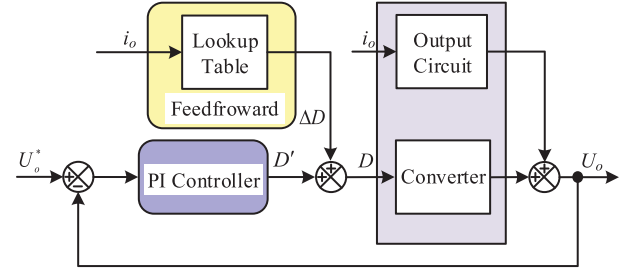 i_o
Lookup
Table
Feedfroward
ΔD
i_o
Output
Circuit
U_o^*
+
−
PI Controller
D′
+
+
D
Converter
+
+
U_o